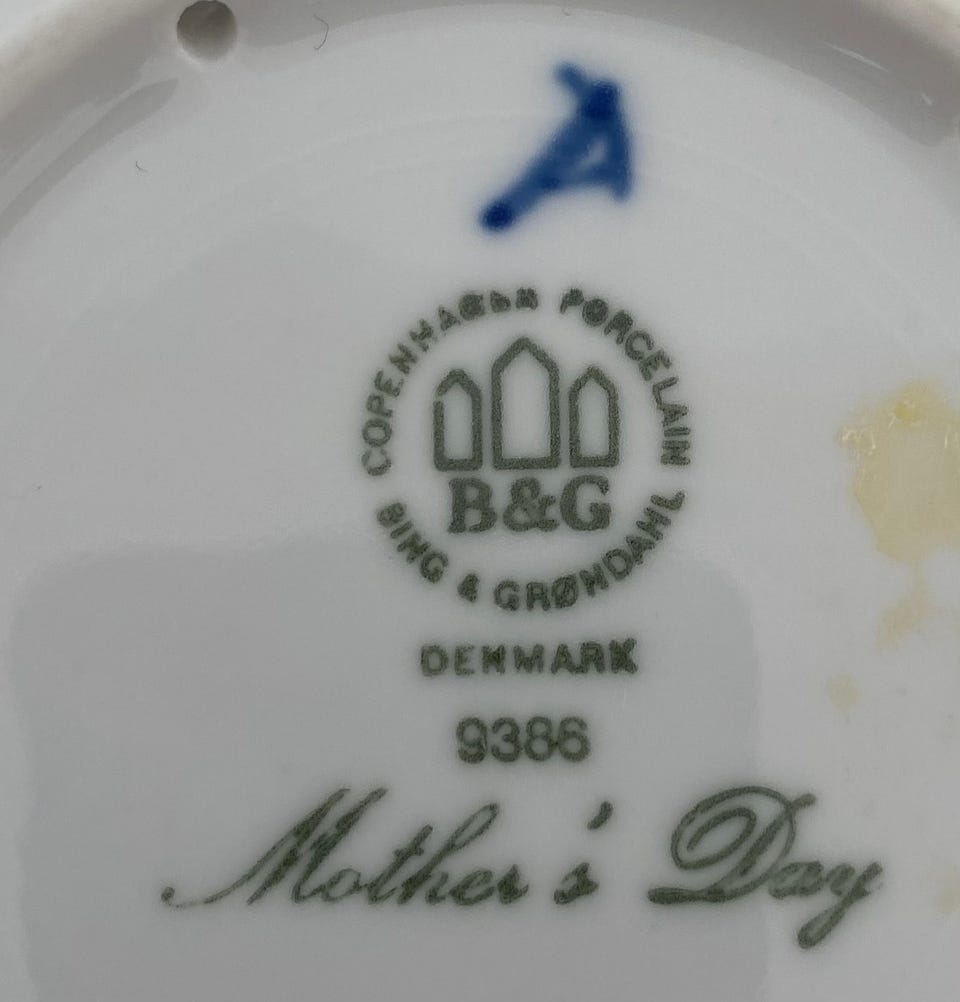 A
COPENHAGEN PORCELAIN
B&G
BING & GRØNDAHL
DENMARK
9386
Mother's Day